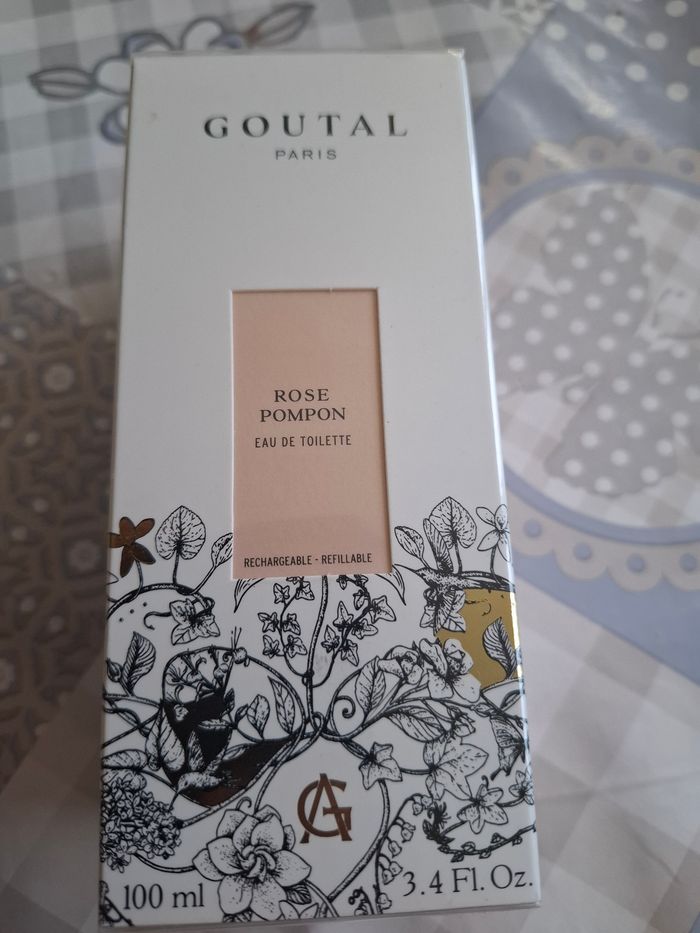 GOUTAL
PARIS
ROSE
POMPON
EAU DE TOILETTE
RECHARGEABLE - REFILLABLE
AG
100 ml
3.4 Fl. Oz.